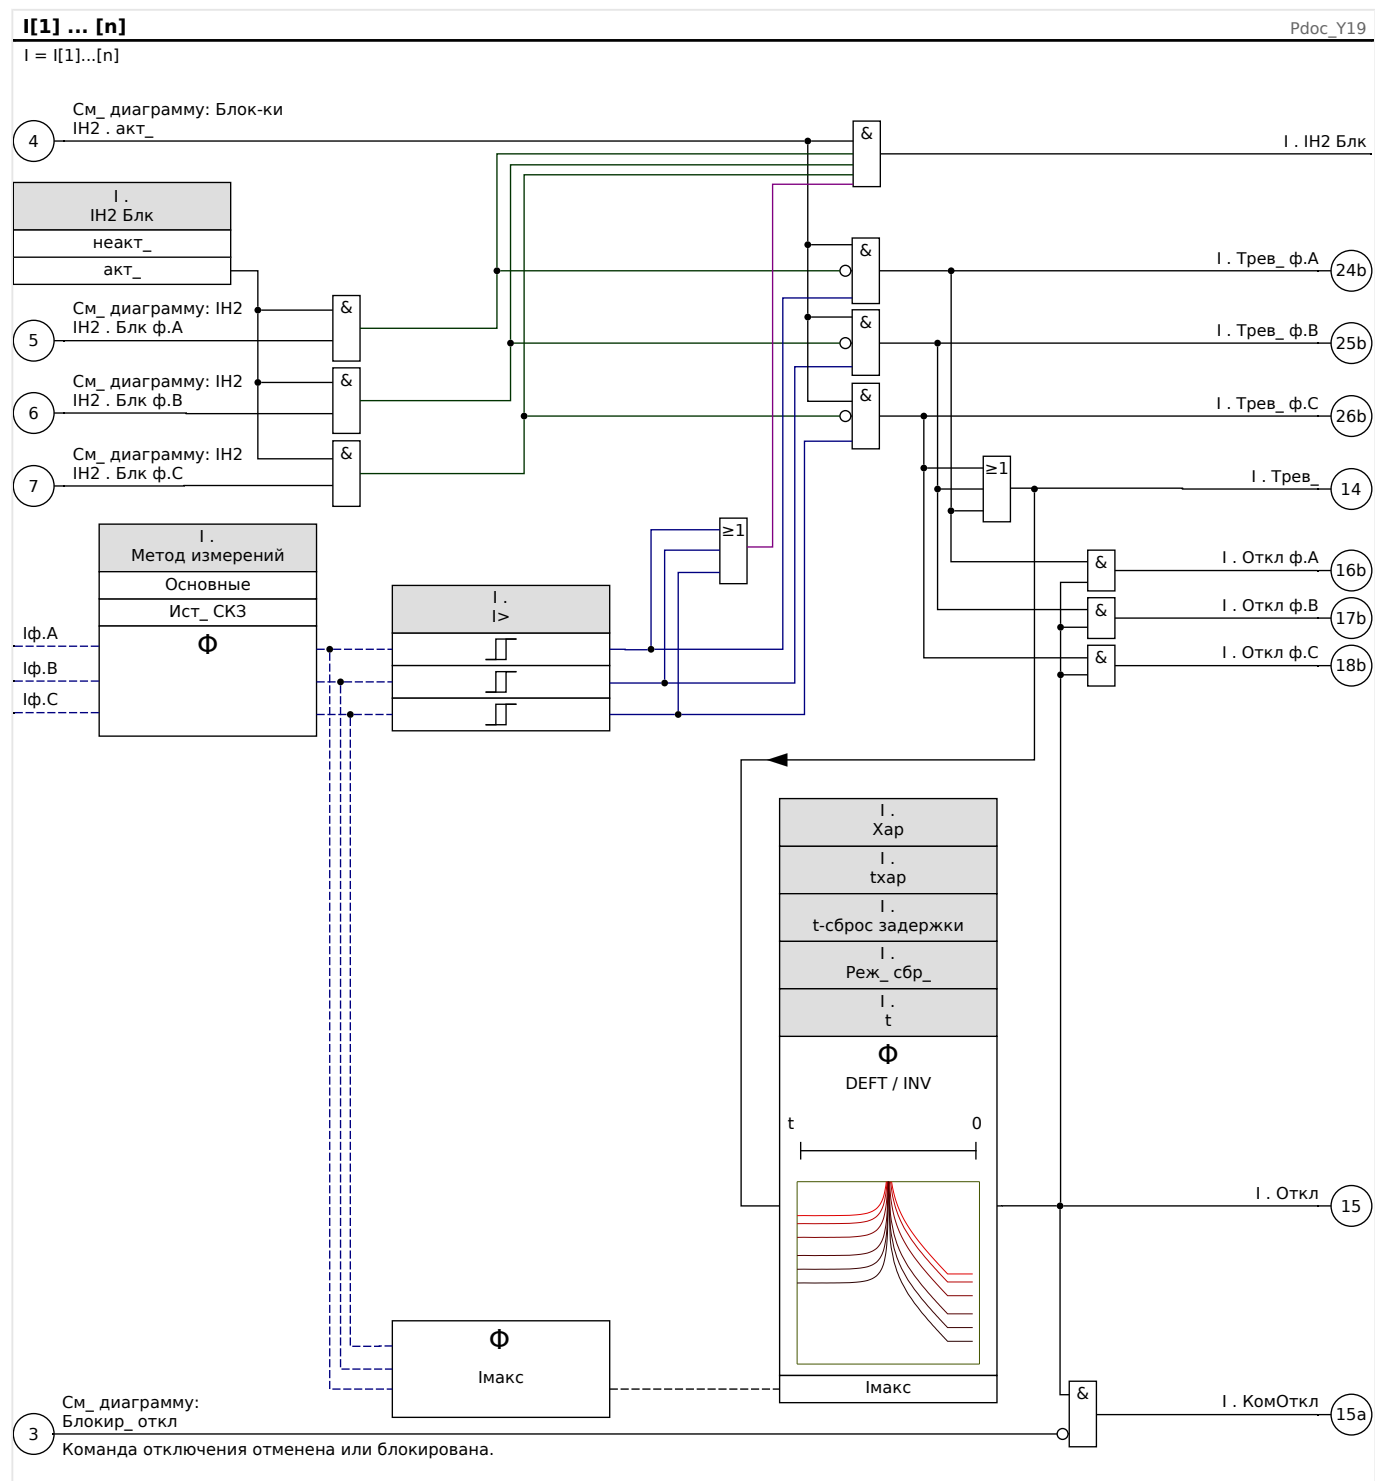 I[1] ... [n]
Pdoc_Y19
I = I[1]...[n]
См_ диаграмму: Блок-ки
IH2 . акт_
4
&
I . IH2 Блк
I .
IH2 Блк
неакт_
акт_
&
I . Трев_ ф.A
24b
См_ диаграмму: IH2
IH2 . Блк ф.A
5
&
&
I . Трев_ ф.B
25b
См_ диаграмму: IH2
IH2 . Блк ф.B
6
&
&
I . Трев_ ф.C
26b
См_ диаграмму: IH2
IH2 . Блк ф.C
7
&
≥1
I . Трев_
14
I .
Метод измерений
Основные
Ист_ СКЗ
Ф
Iф.A
Iф.B
Iф.C
≥1
I .
I>
&
I . Откл ф.A
16b
&
I . Откл ф.B
17b
&
I . Откл ф.C
18b
I .
Хар
I .
tхар
I .
t-сброс задержки
I .
Реж_ сбр_
I .
t
Ф
DEFT / INV
t
0
I . Откл
15
Ф
Iмакс
Iмакс
См_ диаграмму:
Блокир_ откл
3
Команда отключения отменена или блокирована.
&
I . КомОткл
15a